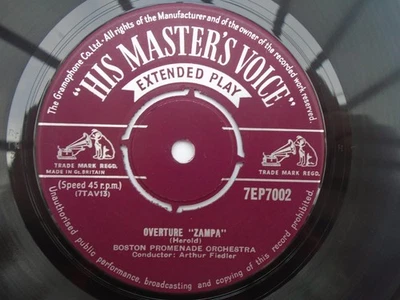 The Gramophone Co. Ltd. - All rights of the Manufacturer and of the owner of the recorded work reserved.
"HIS MASTER'S VOICE"
EXTENDED PLAY
TRADE MARK REGD.
MADE IN GT. BRITAIN
TRADE MARK REGD.
(Speed 45 r.p.m.)
(7TAV13)
7EP7002
OVERTURE "ZAMPA"
(Herold)
BOSTON PROMENADE ORCHESTRA
Conductor: Arthur Fiedler
Unauthorised public performance, broadcasting and copying of this record prohibited.